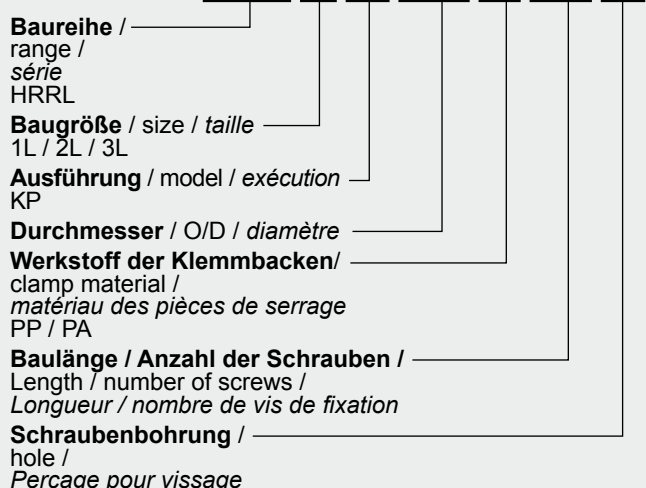 Baureihe /
range /
série
HRRL
Baugröße / size / taille
1L / 2L / 3L
Ausführung / model / exécution
KP
Durchmesser / O/D / diamètre
Werkstoff der Klemmbacken/
clamp material /
matériau des pièces de serrage
PP / PA
Baulänge / Anzahl der Schrauben /
Length / number of screws /
Longueur / nombre de vis de fixation
Schraubenbohrung /
hole /
Perçage pour vissage